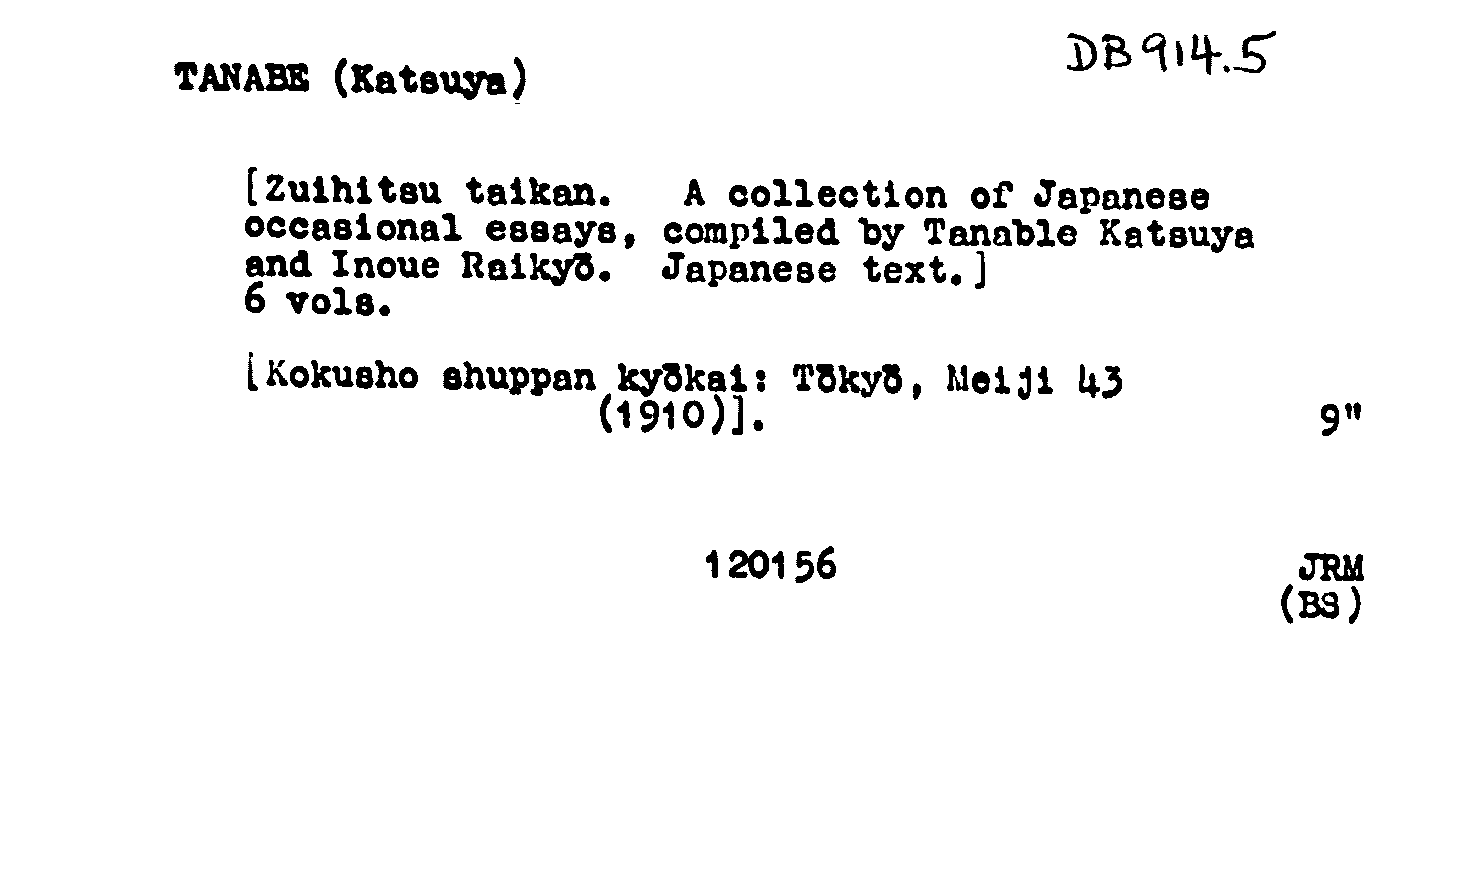 DB914.5
TANABE (Katsuya)
[Zuihitsu taikan. A collection of Japanese
occasional essays, compiled by Tanable Katsuya
and Inoue Raikyō. Japanese text.]
6 vols.
[Kokusho shuppan kyōkai: Tōkyō, Meiji 43
(1910)].
9"
120156
JRM
(BS)